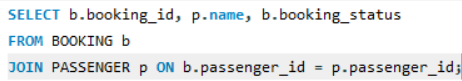 SELECT b.booking_id, p.name, b.booking_status
FROM BOOKING b
JOIN PASSENGER p ON b.passenger_id = p.passenger_id;